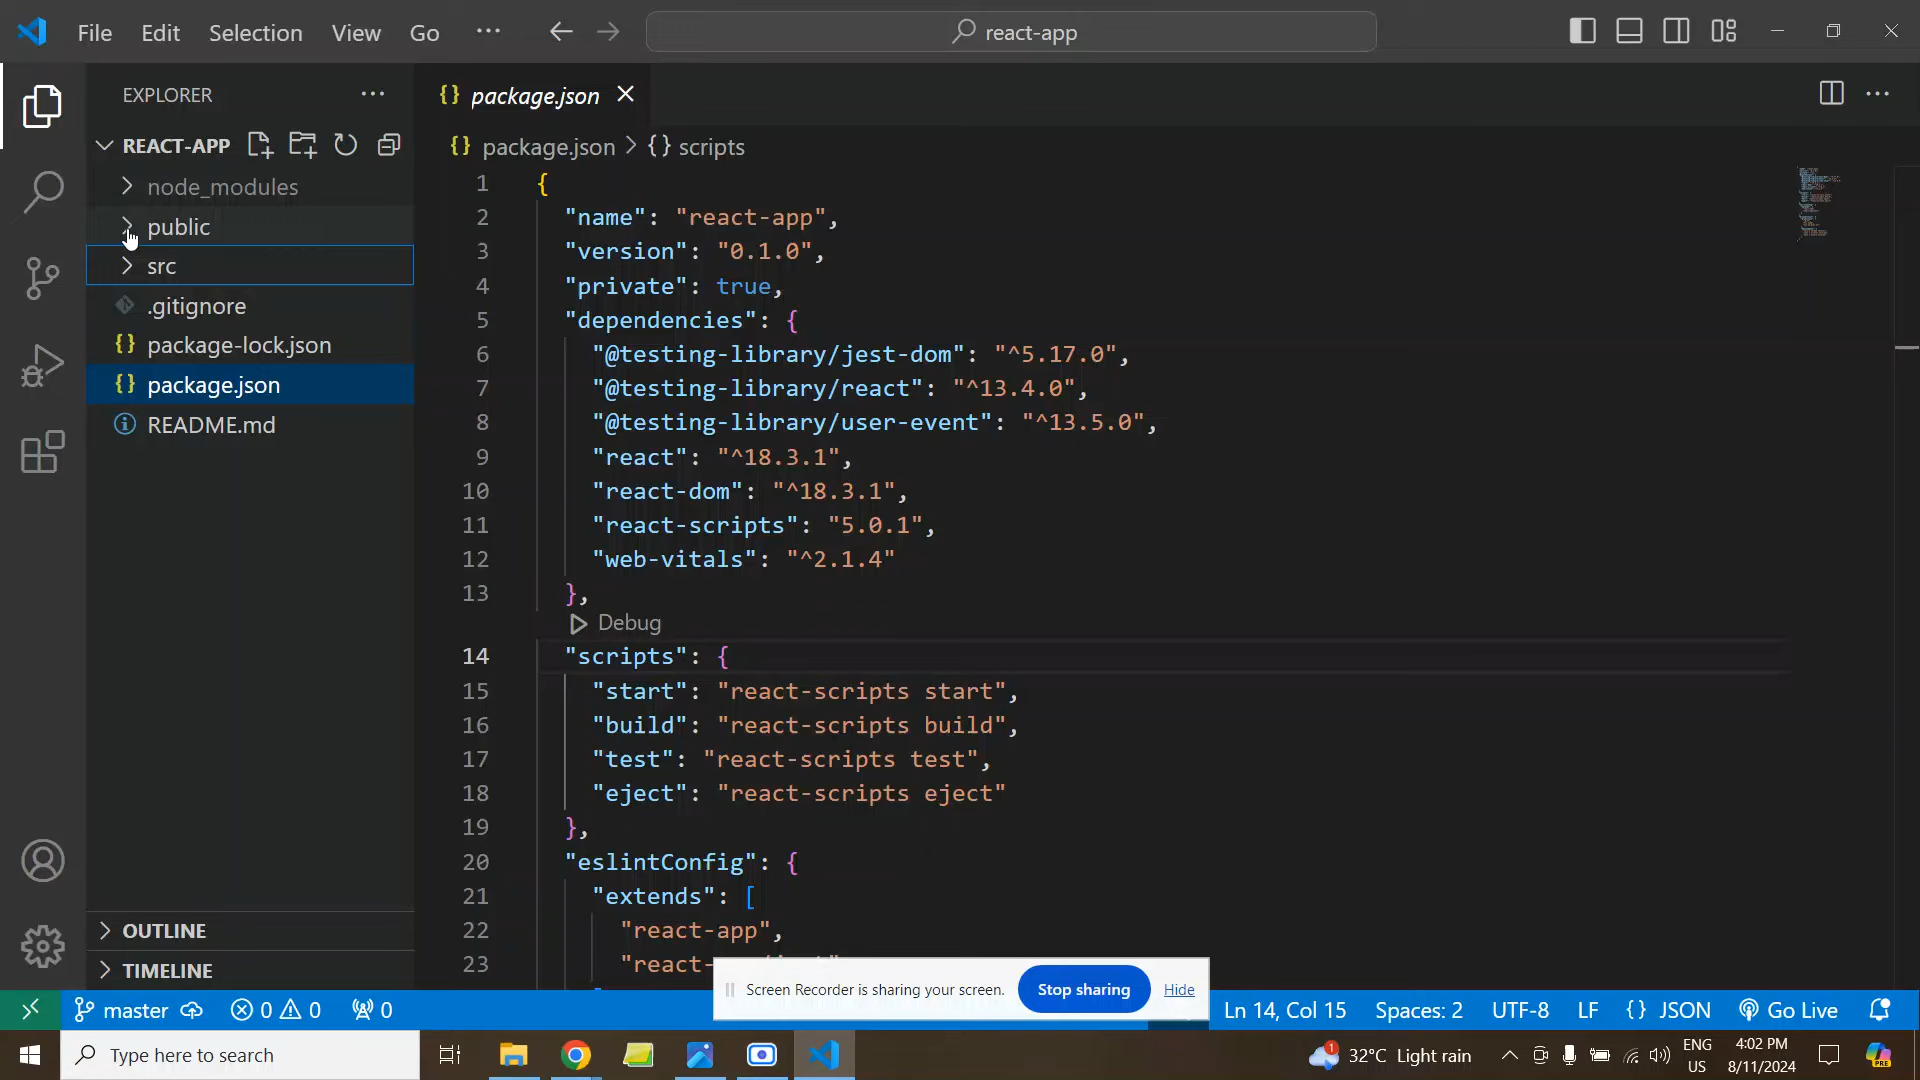 File Edit Selection View Go ···
react-app
EXPLORER
REACT-APP
node_modules
public
src
.gitignore
{} package-lock.json
{} package.json
README.md
OUTLINE
TIMELINE
{} package.json
{} package.json > {} scripts
1 {
2 "name": "react-app",
3 "version": "0.1.0",
4 "private": true,
5 "dependencies": {
6 "@testing-library/jest-dom": "^5.17.0",
7 "@testing-library/react": "^13.4.0",
8 "@testing-library/user-event": "^13.5.0",
9 "react": "^18.3.1",
10 "react-dom": "^18.3.1",
11 "react-scripts": "5.0.1",
12 "web-vitals": "^2.1.4"
13 },
Debug
14 "scripts": {
15 "start": "react-scripts start",
16 "build": "react-scripts build",
17 "test": "react-scripts test",
18 "eject": "react-scripts eject"
19 },
20 "eslintConfig": {
21 "extends": [
22 "react-app",
23 "react-
Screen Recorder is sharing your screen. Stop sharing Hide
master 0 0 0 Ln 14, Col 15 Spaces: 2 UTF-8 LF {} JSON Go Live
Type here to search
1 32°C Light rain
ENG
US
4:02 PM
8/11/2024
PRE